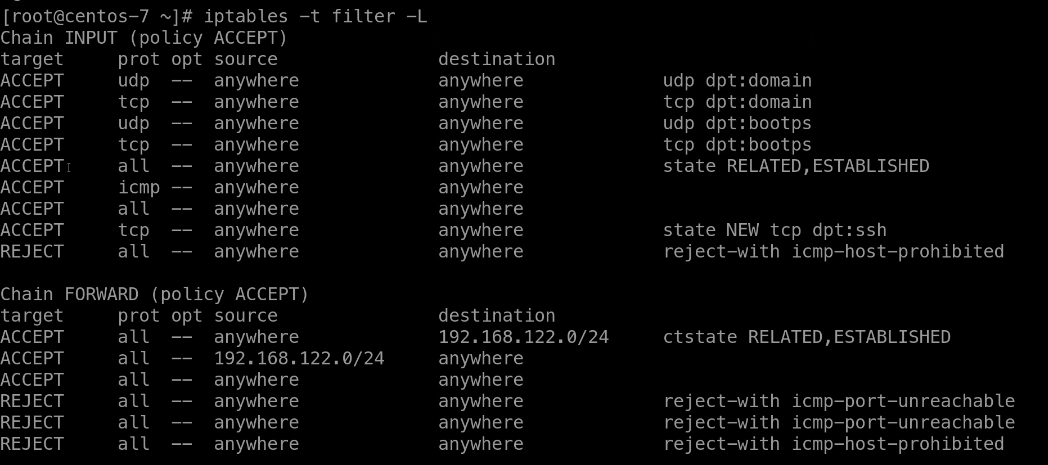 [root@centos-7 ~]# iptables -t filter -L
Chain INPUT (policy ACCEPT)
target     prot opt source               destination
ACCEPT     udp  --  anywhere             anywhere             udp dpt:domain
ACCEPT     tcp  --  anywhere             anywhere             tcp dpt:domain
ACCEPT     udp  --  anywhere             anywhere             udp dpt:bootps
ACCEPT     tcp  --  anywhere             anywhere             tcp dpt:bootps
ACCEPT     all  --  anywhere             anywhere             state RELATED,ESTABLISHED
ACCEPT     icmp --  anywhere             anywhere
ACCEPT     all  --  anywhere             anywhere
ACCEPT     tcp  --  anywhere             anywhere             state NEW tcp dpt:ssh
REJECT     all  --  anywhere             anywhere             reject-with icmp-host-prohibited

Chain FORWARD (policy ACCEPT)
target     prot opt source               destination
ACCEPT     all  --  anywhere             192.168.122.0/24     ctstate RELATED,ESTABLISHED
ACCEPT     all  --  192.168.122.0/24     anywhere
ACCEPT     all  --  anywhere             anywhere
REJECT     all  --  anywhere             anywhere             reject-with icmp-port-unreachable
REJECT     all  --  anywhere             anywhere             reject-with icmp-port-unreachable
REJECT     all  --  anywhere             anywhere             reject-with icmp-host-prohibited